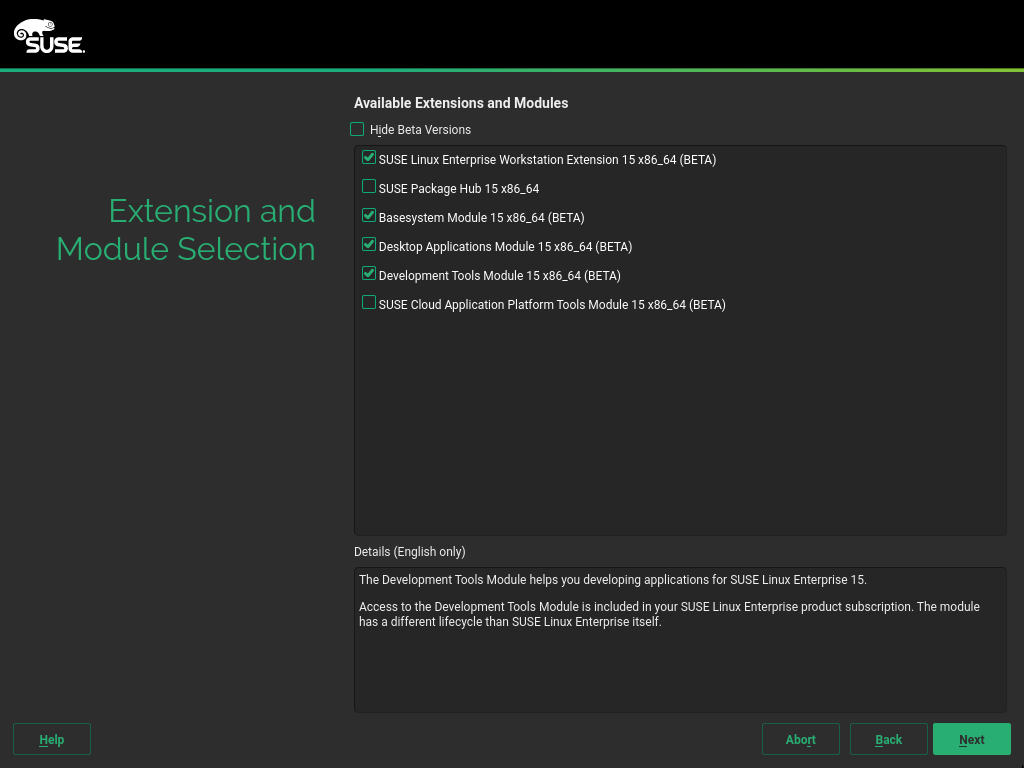 SUSE
Extension and
Module Selection
Available Extensions and Modules
Hide Beta Versions
SUSE Linux Enterprise Workstation Extension 15 x86_64 (BETA)
SUSE Package Hub 15 x86_64
Basesystem Module 15 x86_64 (BETA)
Desktop Applications Module 15 x86_64 (BETA)
Development Tools Module 15 x86_64 (BETA)
SUSE Cloud Application Platform Tools Module 15 x86_64 (BETA)
Details (English only)
The Development Tools Module helps you developing applications for SUSE Linux Enterprise 15.
Access to the Development Tools Module is included in your SUSE Linux Enterprise product subscription. The module
has a different lifecycle than SUSE Linux Enterprise itself.
Help Abort Back Next